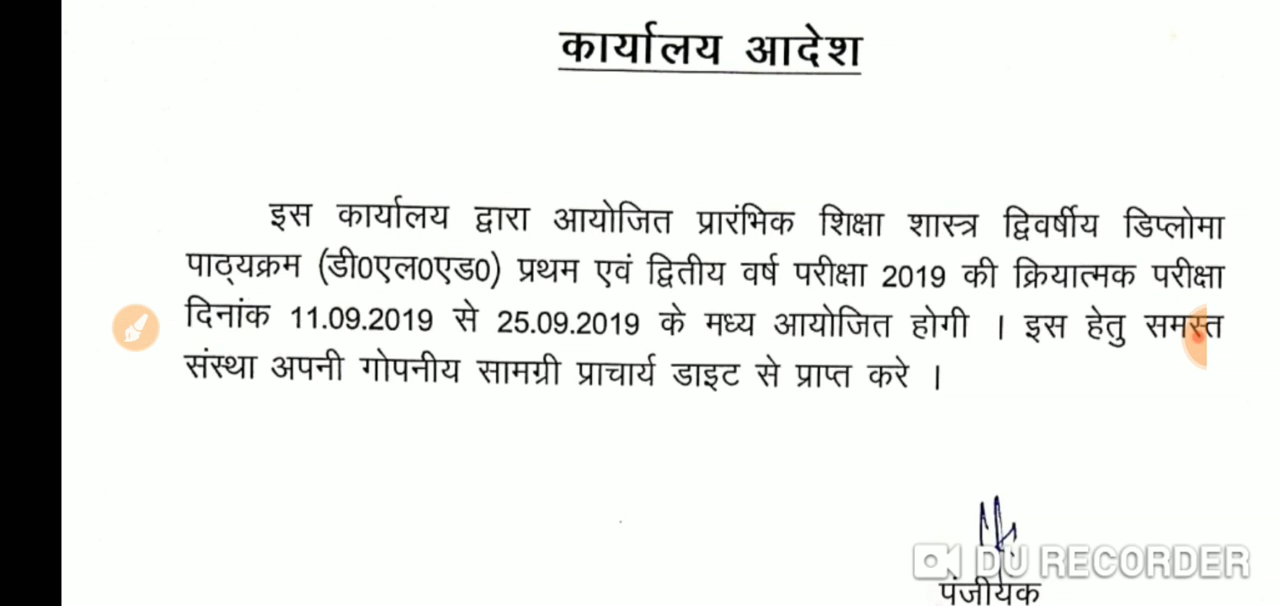 कार्यालय आदेश
इस कार्यालय द्वारा आयोजित प्रारंभिक शिक्षा शास्त्र द्विवर्षीय डिप्लोमा
पाठ्यक्रम (डी0एल0एड0) प्रथम एवं द्वितीय वर्ष परीक्षा 2019 की क्रियात्मक परीक्षा
दिनांक 11.09.2019 से 25.09.2019 के मध्य आयोजित होगी । इस हेतु समस्त
संस्था अपनी गोपनीय सामग्री प्राचार्य डाइट से प्राप्त करे ।
DU RECORDER
पंजीयक